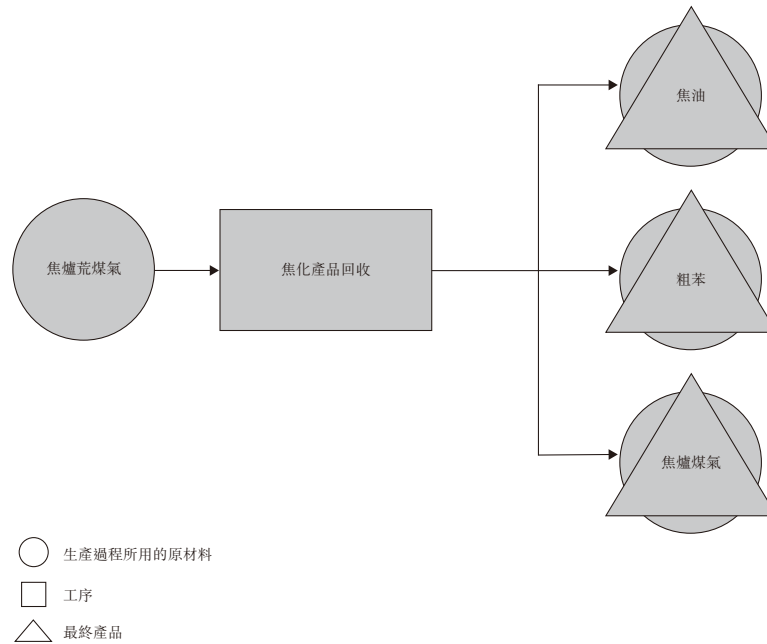 焦油
焦爐荒煤氣
焦化產品回收
粗苯
焦爐煤氣
生產過程所用的原材料
工序
最終產品